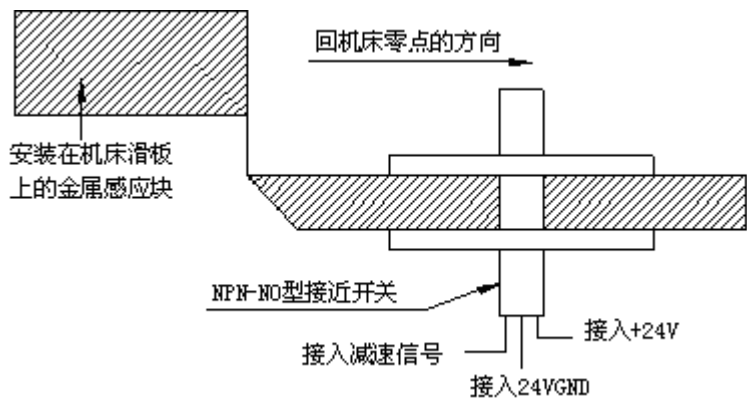 回机床零点的方向
安装在机床滑板
上的金属感应块
NPN-NO型接近开关
接入+24V
接入减速信号
接入24VGND